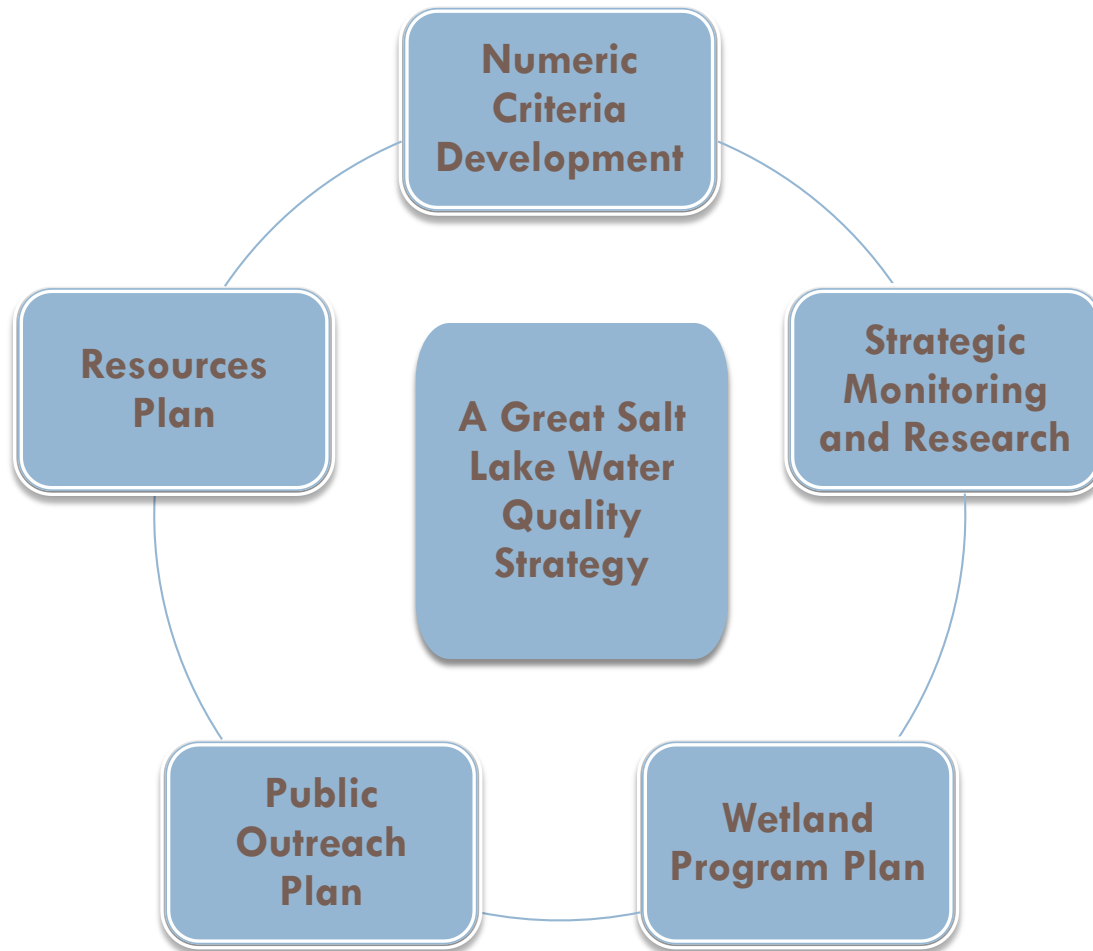 Numeric
Criteria
Development
Resources
Plan
A Great Salt
Lake Water
Quality
Strategy
Strategic
Monitoring
and Research
Public
Outreach
Plan
Wetland
Program Plan